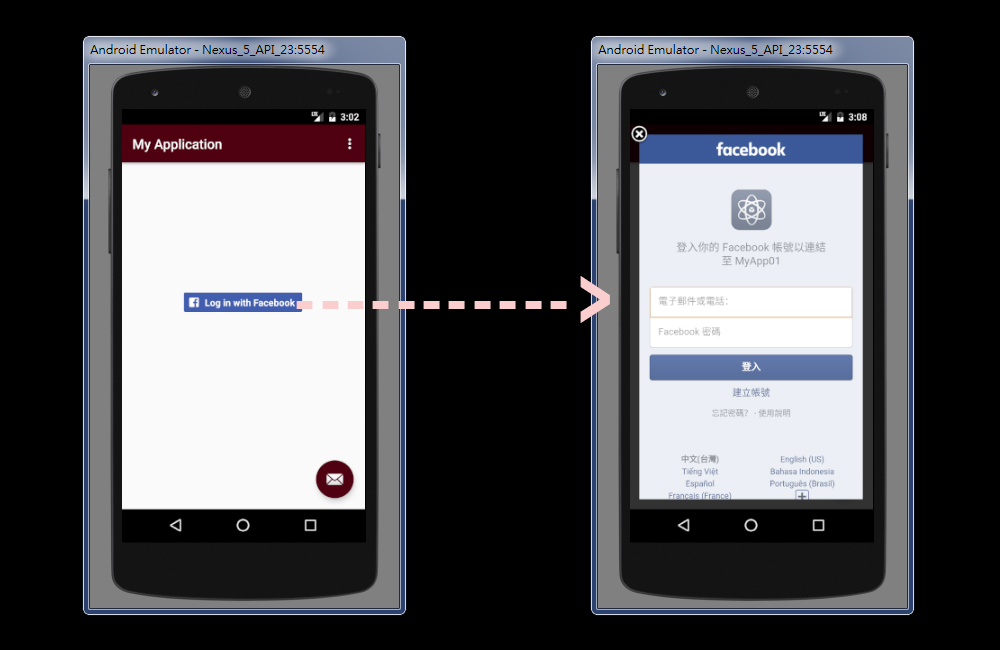 Android Emulator - Nexus_5_API_23:5554
3:02
My Application
Log in with Facebook
Android Emulator - Nexus_5_API_23:5554
3:08
facebook
登入你的 Facebook 帳號以連結
至 MyApp01
電子郵件或電話：
Facebook 密碼
登入
建立帳號
忘記密碼？ · 使用說明
中文(台灣) English (US)
Tiếng Việt Bahasa Indonesia
Español Português (Brasil)
Français (France)